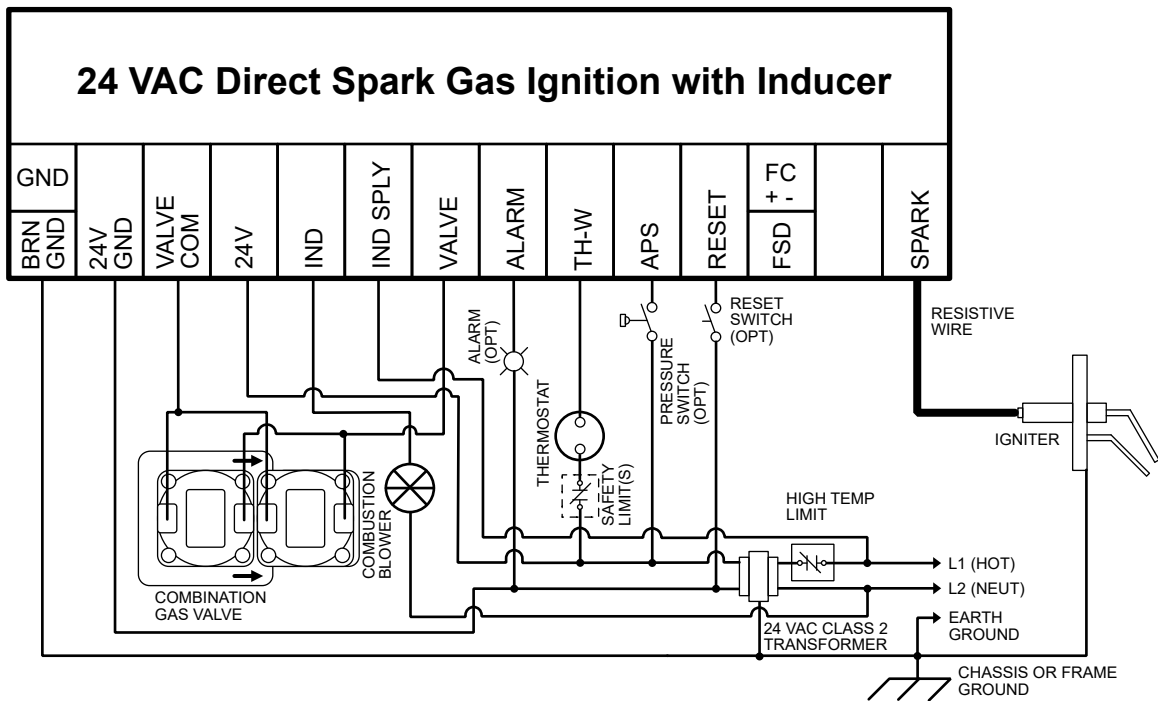 24 VAC Direct Spark Gas Ignition with Inducer
GND
BRN
GND
24V
GND
VALVE
COM
24V
IND
IND SPLY
VALVE
ALARM
TH-W
APS
RESET
FC
+ -
FSD
SPARK
ALARM
(OPT)
THERMOSTAT
SAFETY
LIMIT(S)
PRESSURE
SWITCH
(OPT)
RESET
SWITCH
(OPT)
RESISTIVE
WIRE
IGNITER
COMBUSTION
BLOWER
COMBINATION
GAS VALVE
HIGH TEMP
LIMIT
L1 (HOT)
L2 (NEUT)
EARTH
GROUND
24 VAC CLASS 2
TRANSFORMER
CHASSIS OR FRAME
GROUND